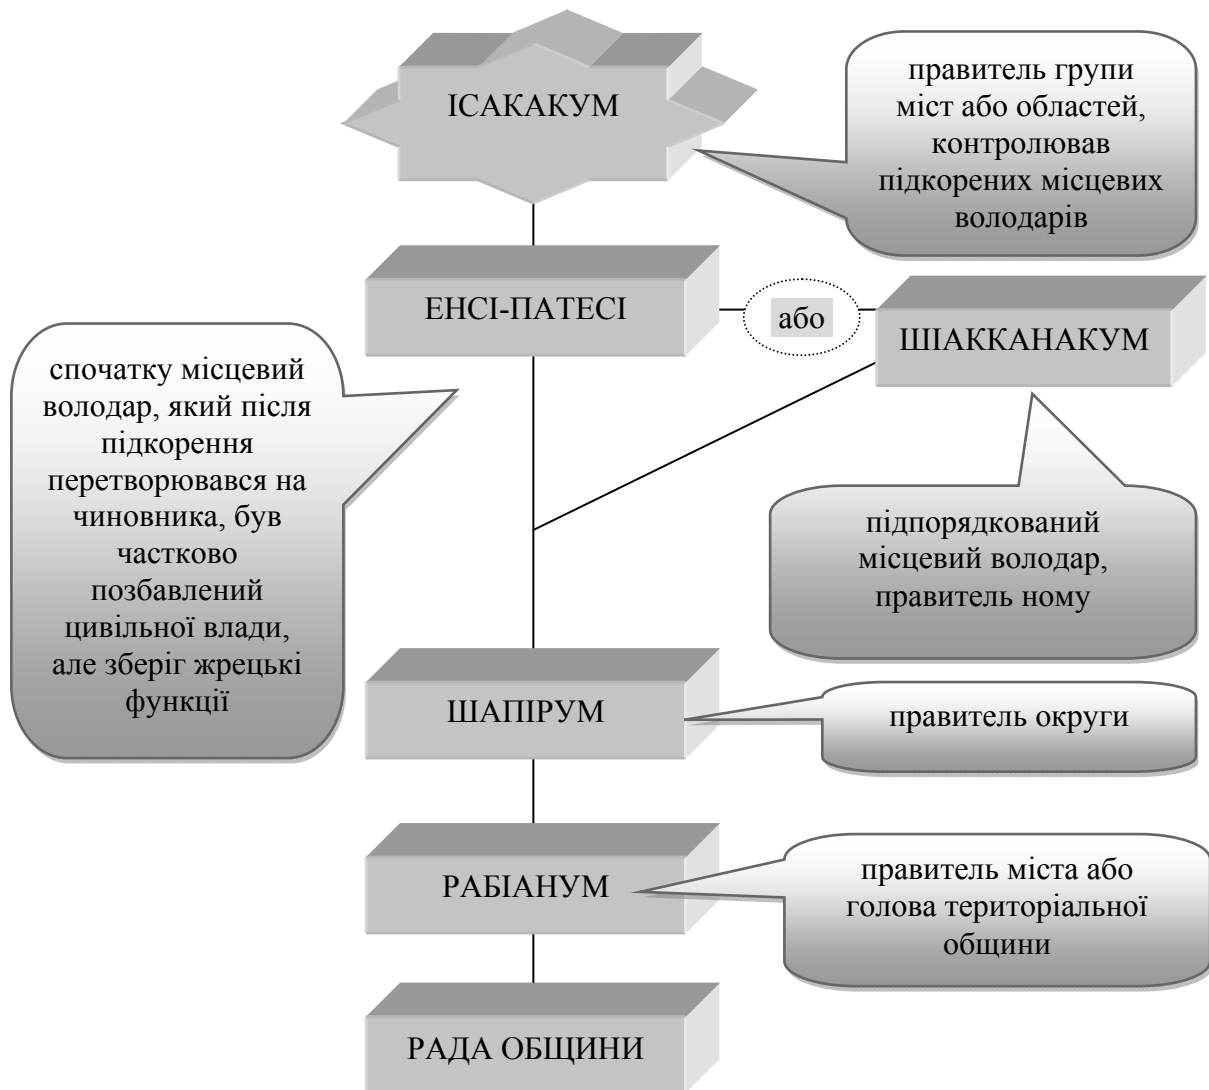 ІСАКАКУМ
правитель групи
міст або областей,
контролював
підкорених місцевих
володарів
ЕНСІ-ПАТЕСІ
або
ШІАККАНАКУМ
спочатку місцевий
володар, який після
підкорення
перетворювався на
чиновника, був
частково
позбавлений
цивільної влади,
але зберіг жрецькі
функції
підпорядкований
місцевий володар,
правитель ному
ШАПІРУМ
правитель округи
РАБІАНУМ
правитель міста або
голова територіальної
общини
РАДА ОБЩИНИ